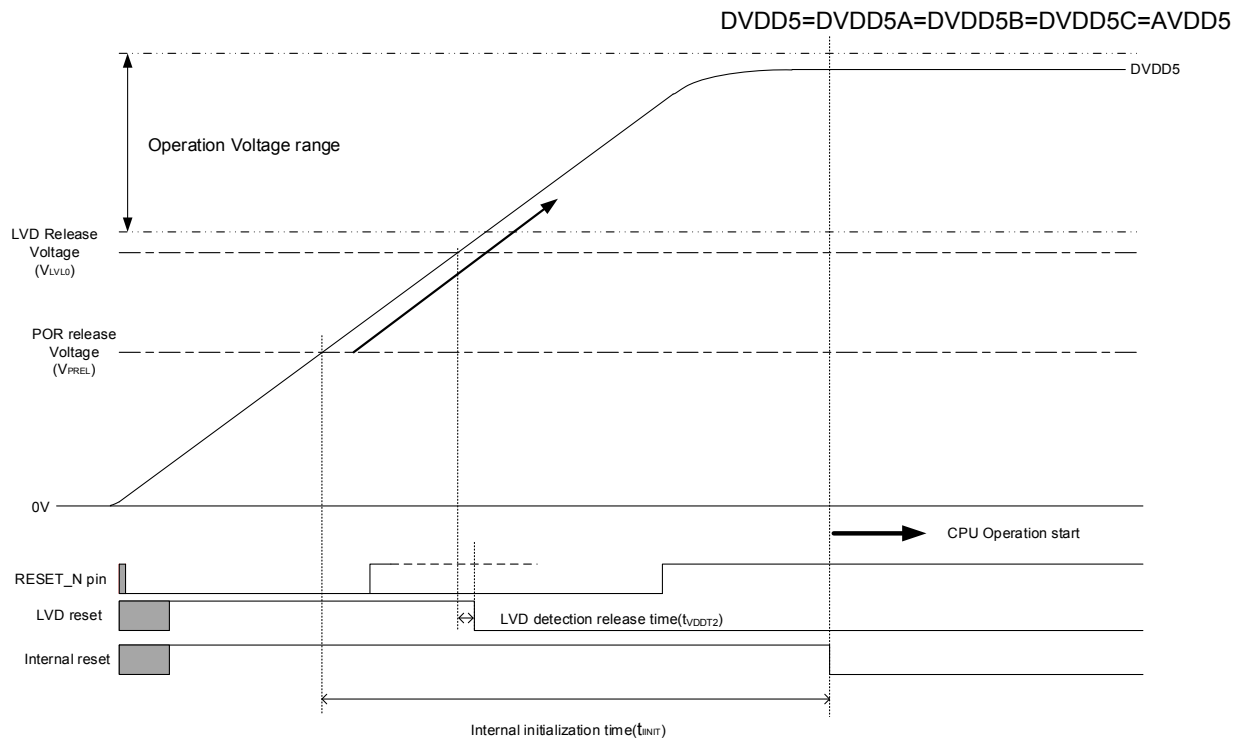 DVDD5=DVDD5A=DVDD5B=DVDD5C=AVDD5
DVDD5
Operation Voltage range
LVD Release
Voltage
(VLVL0)
POR release
Voltage
(VPREL)
0V
CPU Operation start
RESET_N pin
LVD reset
LVD detection release time(tVDDT2)
Internal reset
Internal initialization time(tIINIT)